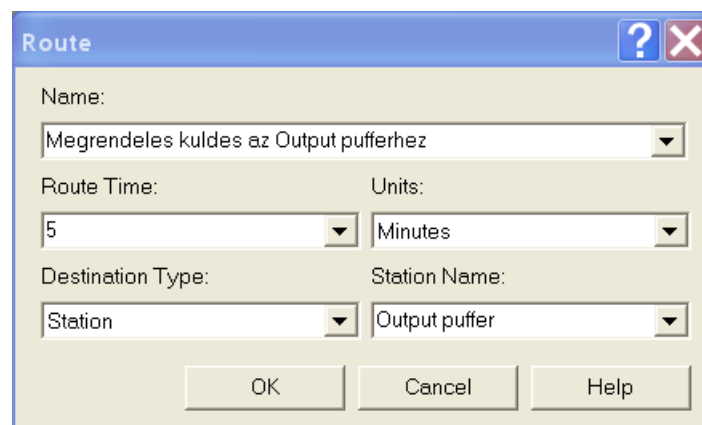 Route
Name:
Megrendeles kuldes az Output pufferhez
Route Time: Units:
5 Minutes
Destination Type: Station Name:
Station Output puffer
OK Cancel Help